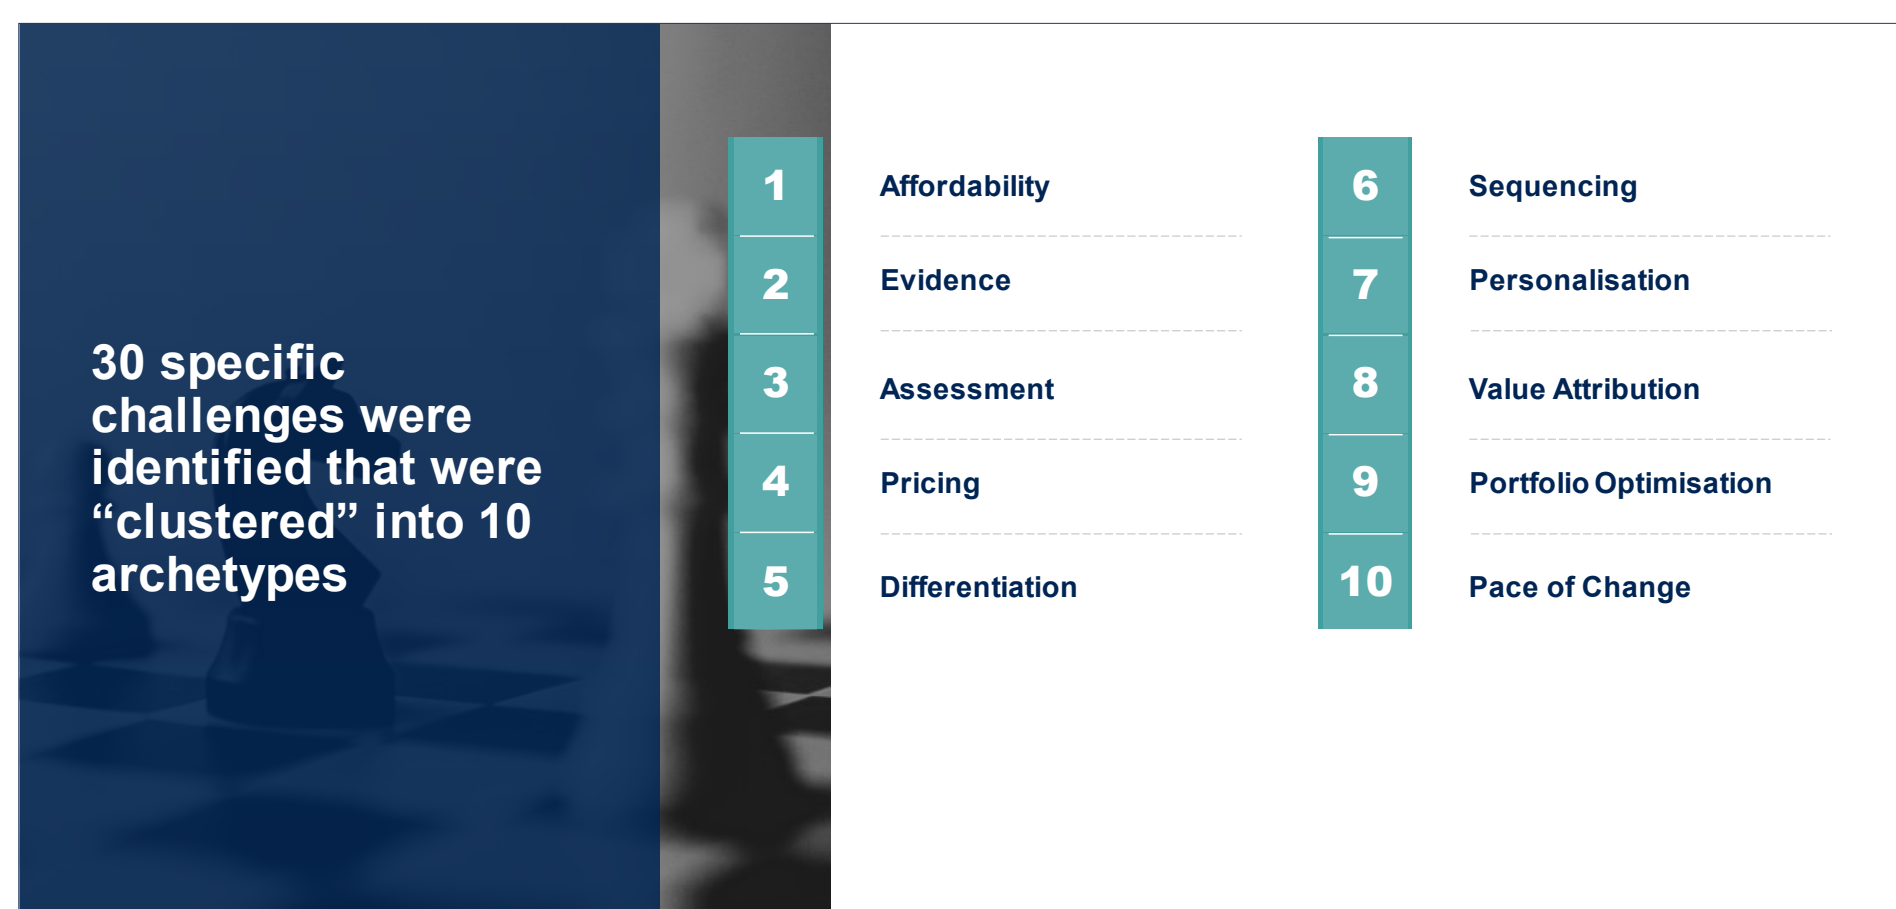 30 specific
challenges were
identified that were
“clustered” into 10
archetypes
1 Affordability
2 Evidence
3 Assessment
4 Pricing
5 Differentiation
6 Sequencing
7 Personalisation
8 Value Attribution
9 Portfolio Optimisation
10 Pace of Change